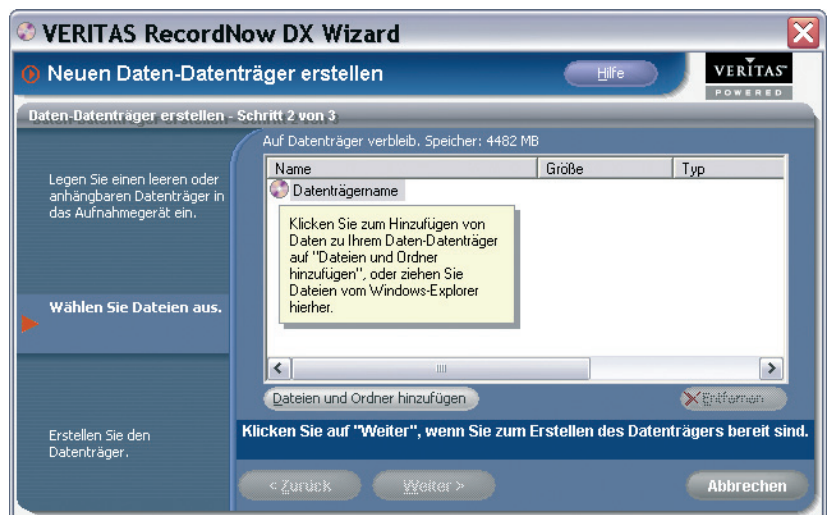 VERITAS RecordNow DX Wizard
Neuen Daten-Datenträger erstellen
Hilfe
VERITAS
POWERED
Daten-Datenträger erstellen - Schritt 2 von 3
Auf Datenträger verbleib. Speicher: 4482 MB
Name Größe Typ
Datenträgername
Legen Sie einen leeren oder
anhängbaren Datenträger in
das Aufnahmegerät ein.
Klicken Sie zum Hinzufügen von
Daten zu Ihrem Daten-Datenträger
auf "Dateien und Ordner
hinzufügen", oder ziehen Sie
Dateien vom Windows-Explorer
hierher.
Wählen Sie Dateien aus.
Dateien und Ordner hinzufügen
Entfernen
Erstellen Sie den
Datenträger.
Klicken Sie auf "Weiter", wenn Sie zum Erstellen des Datenträgers bereit sind.
< Zurück
Weiter >
Abbrechen